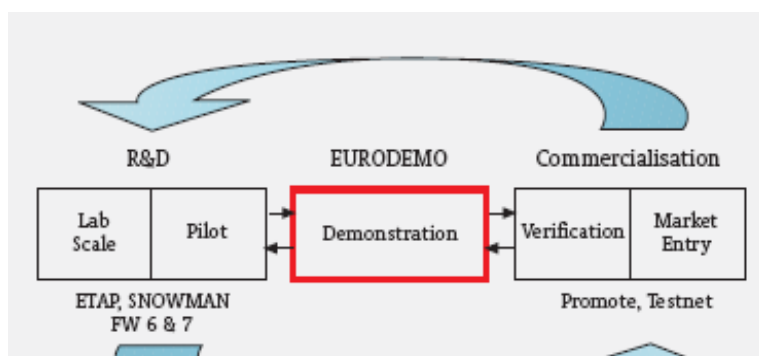 R&D
EURODEMO
Commercialisation
Lab
Scale
Pilot
Demonstration
Verification
Market
Entry
ETAP, SNOWMAN
FW 6 & 7
Promote, Testnet